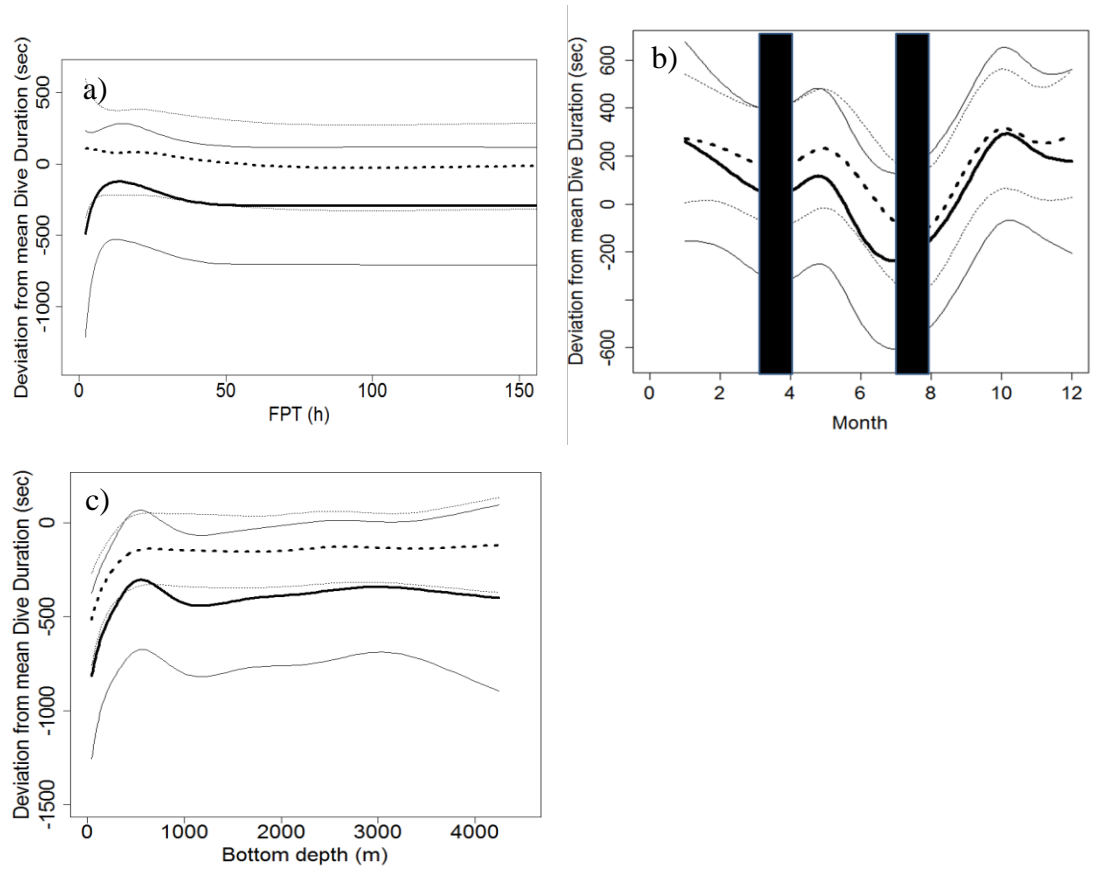 a)
Deviation from mean Dive Duration (sec)
500
0
-500
-1000
0 50 100 150
FPT (h)
b)
Deviation from mean Dive Duration (sec)
600
400
200
0
-200
-600
0 2 4 6 8 10 12
Month
c)
Deviation from mean Dive Duration (sec)
0
-500
-1000
-1500
0 1000 2000 3000 4000
Bottom depth (m)